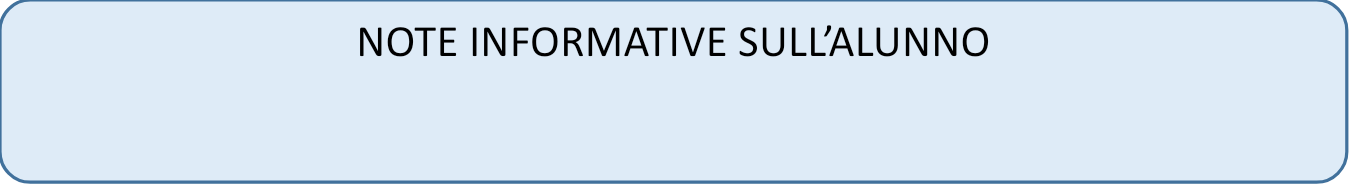 NOTE INFORMATIVE SULL’ALUNNO